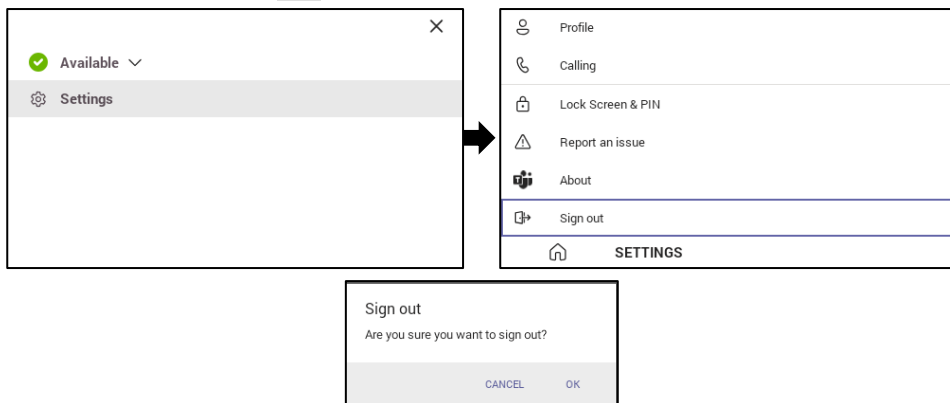 Available
Settings
Profile
Calling
Lock Screen & PIN
Report an issue
About
Sign out
SETTINGS
Sign out
Are you sure you want to sign out?
CANCEL OK